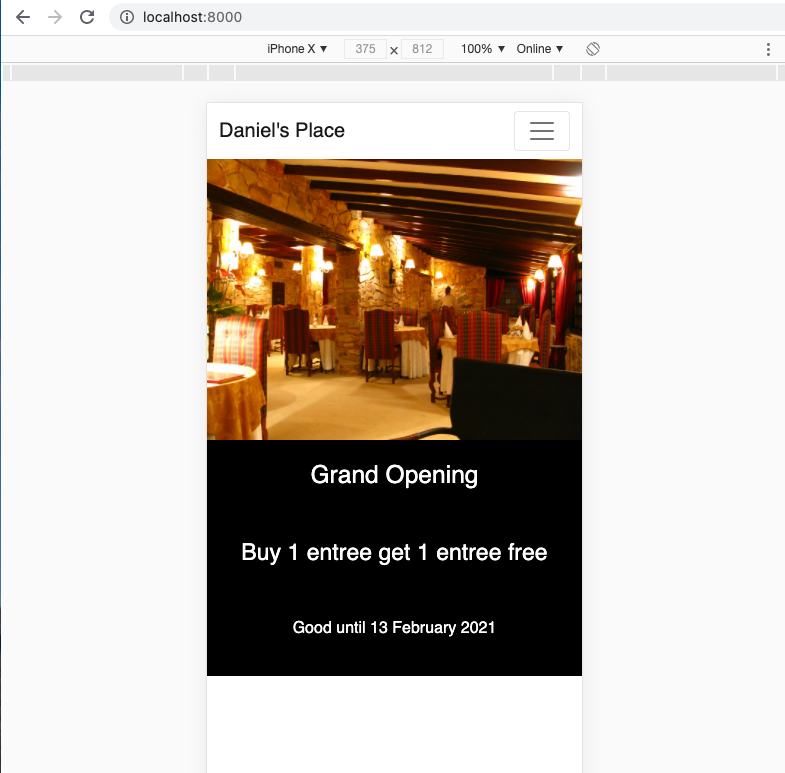 localhost:8000
iPhone X ▼ 375 x 812 100% ▼ Online ▼
Daniel's Place
Grand Opening
Buy 1 entree get 1 entree free
Good until 13 February 2021